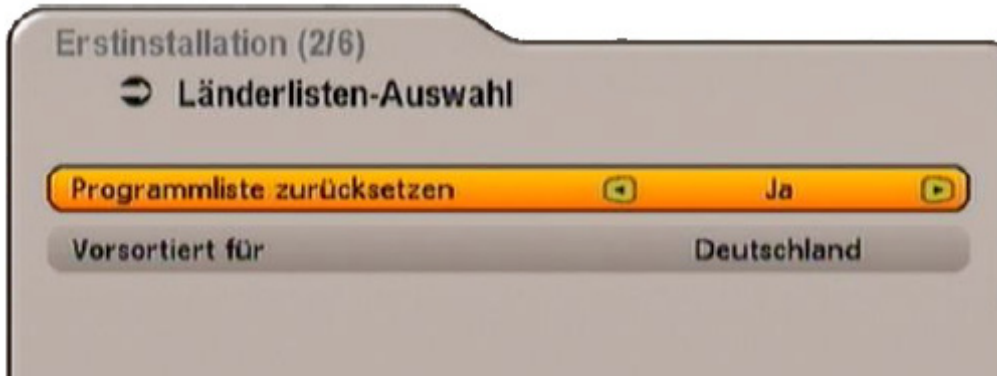 Erstinstallation (2/6)
Länderlisten-Auswahl
Programmliste zurücksetzen Ja
Vorsortiert für Deutschland